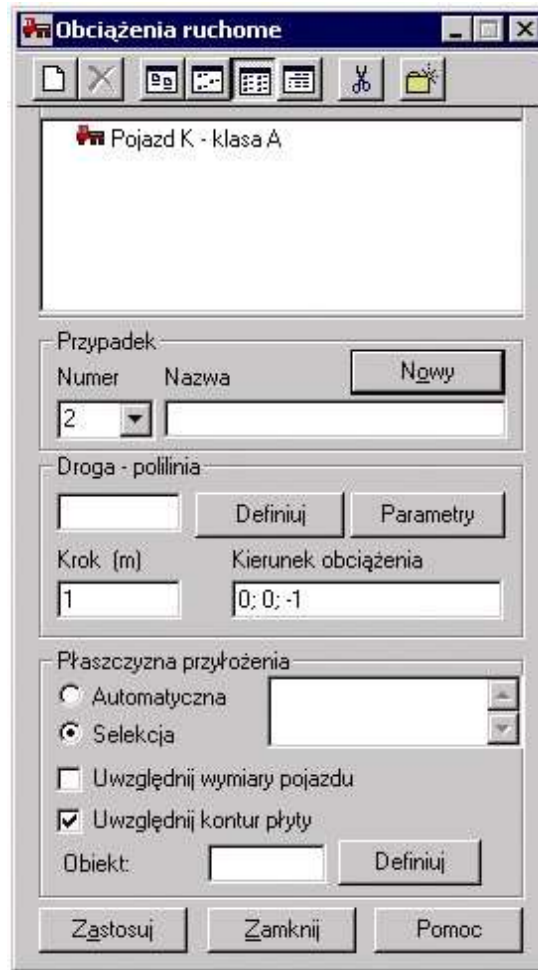 Obciążenia ruchome
Pojazd K - klasa A
Przypadek
Numer Nazwa Nowy
2
Droga - polilinia
Definiuj Parametry
Krok (m) Kierunek obciążenia
1 0; 0; -1
Płaszczyzna przyłożenia
Automatyczna
Selekcja
Uwzględnij wymiary pojazdu
Uwzględnij kontur płyty
Obiekt: Definiuj
Zastosuj Zamknij Pomoc